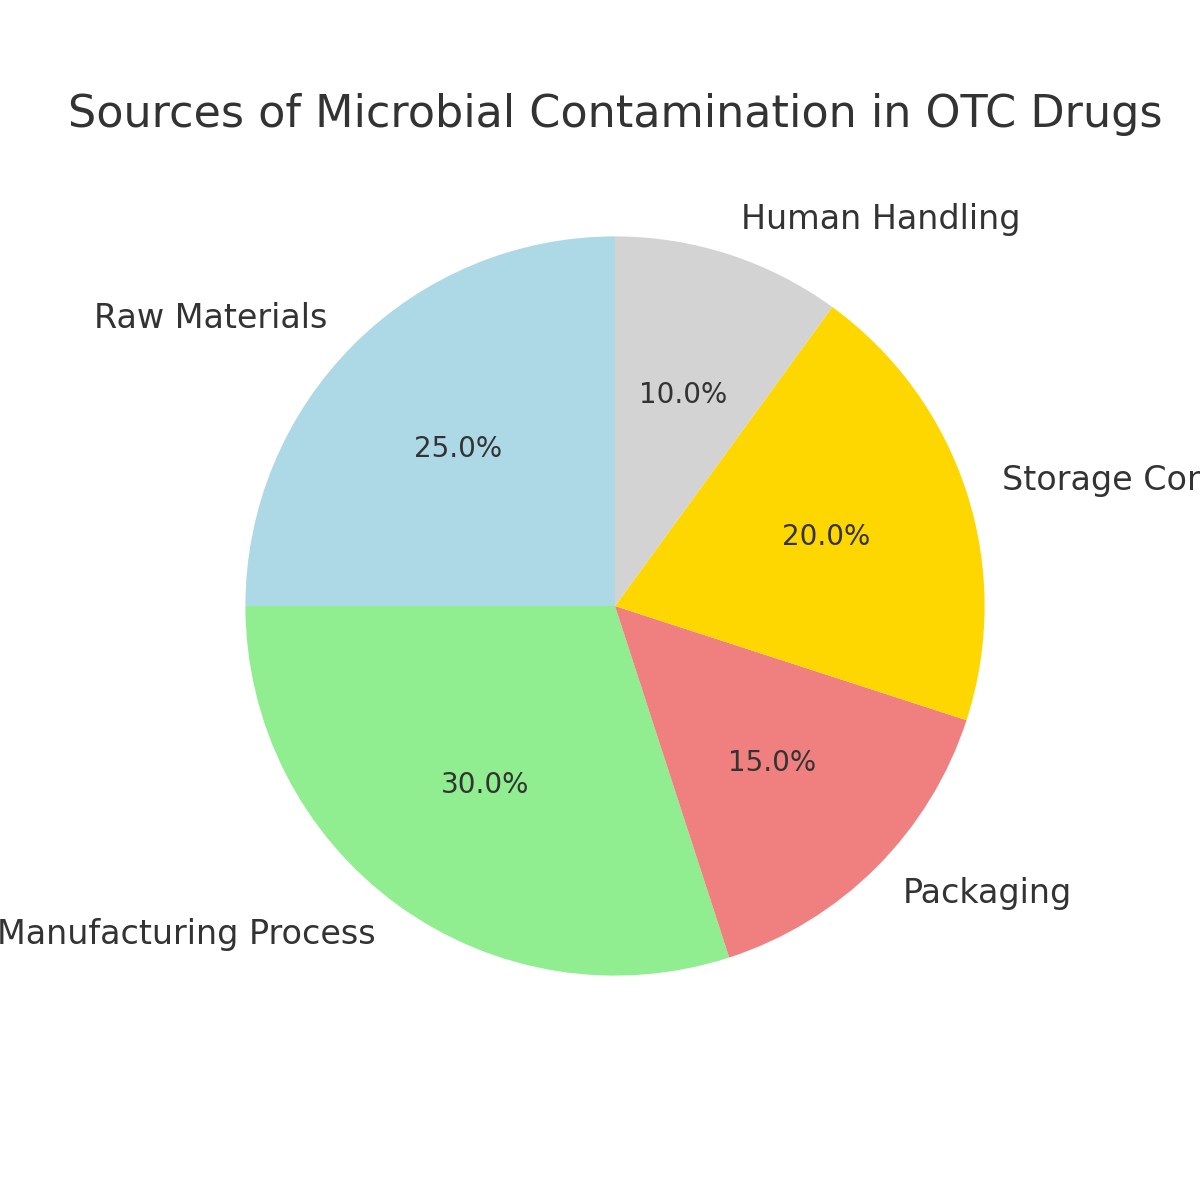 Sources of Microbial Contamination in OTC Drugs
Human Handling
Raw Materials
10.0%
25.0%
Storage
20.0%
15.0%
30.0%
Packaging
Manufacturing Process